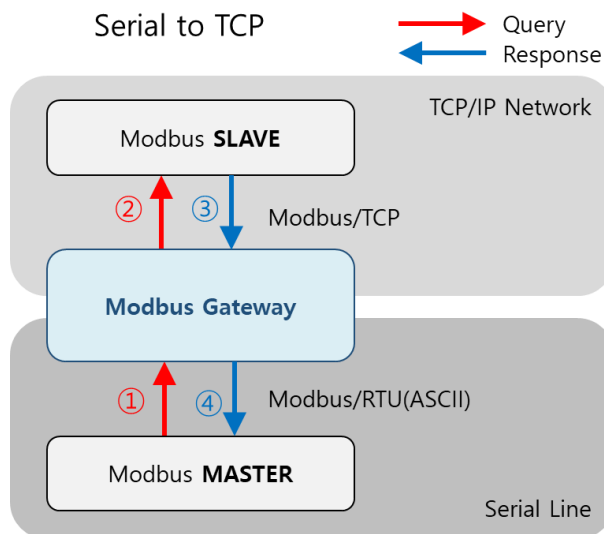 Serial to TCP
Query
Response
TCP/IP Network
Modbus SLAVE
②
③
Modbus/TCP
Modbus Gateway
①
④
Modbus/RTU(ASCII)
Modbus MASTER
Serial Line